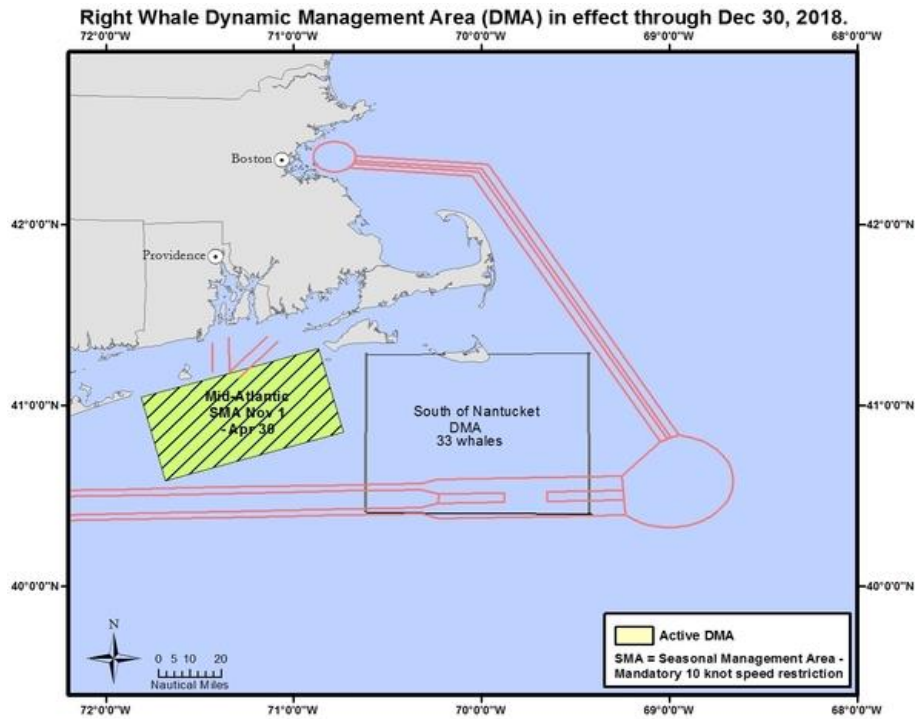 Right Whale Dynamic Management Area (DMA) in effect through Dec 30, 2018.
72°0'0"W 71°0'0"W 70°0'0"W 69°0'0"W 68°0'0"W
Boston
42°0'0"N 42°0'0"N
Providence
41°0'0"N 41°0'0"N
Mid-Atlantic
SMA Nov 1
- Apr 30
South of Nantucket
DMA
33 whales
40°0'0"N 40°0'0"N
N
0 5 10 20
Nautical Miles
Active DMA
SMA = Seasonal Management Area -
Mandatory 10 knot speed restriction
72°0'0"W 71°0'0"W 70°0'0"W 69°0'0"W 68°0'0"W